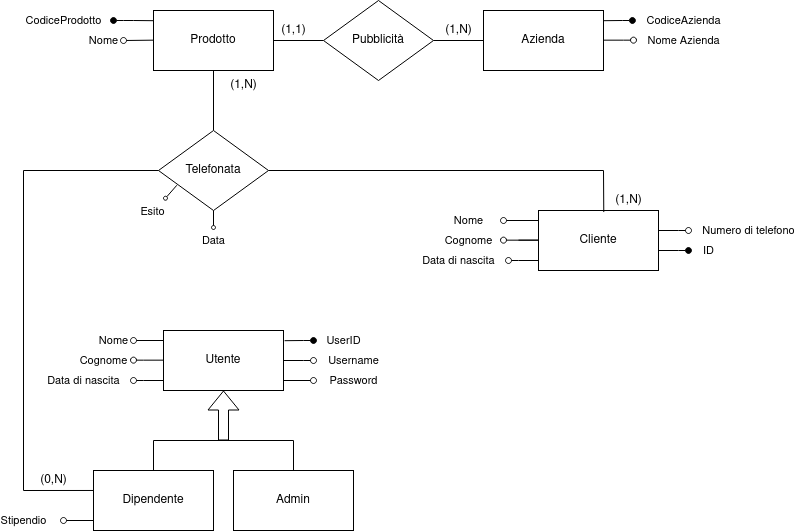 CodiceProdotto
Nome
Prodotto
(1,1)
Pubblicità
(1,N)
Azienda
CodiceAzienda
Nome Azienda
(1,N)
Telefonata
Esito
Data
(1,N)
Nome
Cognome
Data di nascita
Cliente
Numero di telefono
ID
Nome
Cognome
Data di nascita
Utente
UserID
Username
Password
(0,N)
Stipendio
Dipendente
Admin